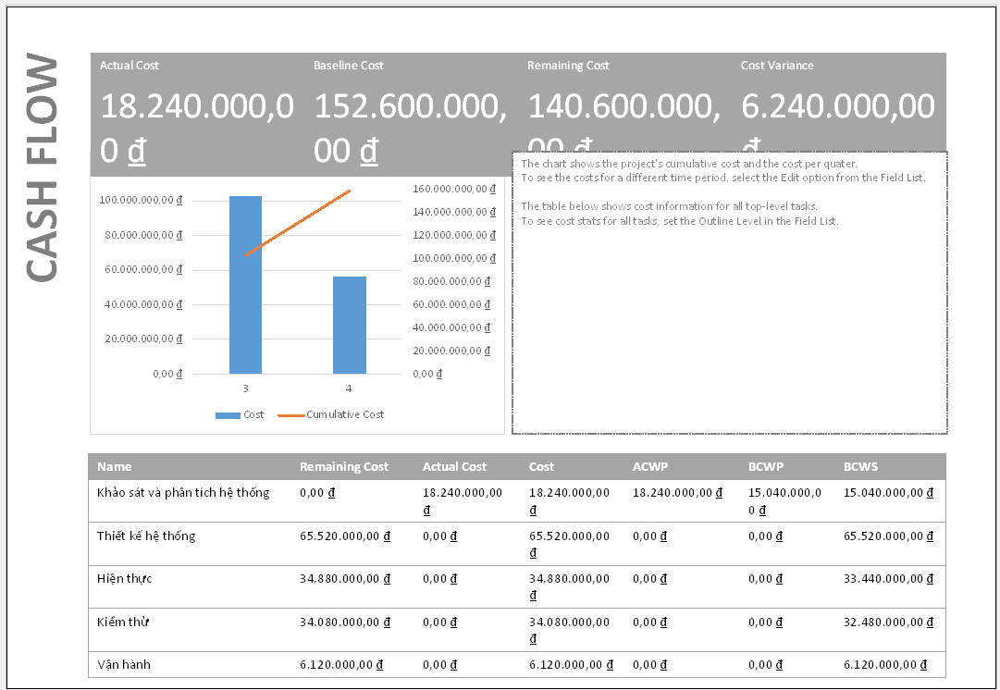 CASH FLOW
Actual Cost
18.240.000,0
0 ₫
Baseline Cost
152.600.000,
00 ₫
Remaining Cost
140.600.000,
00 ₫
Cost Variance
6.240.000,00
₫
100.000.000,00 ₫
80.000.000,00 ₫
60.000.000,00 ₫
40.000.000,00 ₫
20.000.000,00 ₫
0,00 ₫
160.000.000,00 ₫
140.000.000,00 ₫
120.000.000,00 ₫
100.000.000,00 ₫
80.000.000,00 ₫
60.000.000,00 ₫
40.000.000,00 ₫
20.000.000,00 ₫
0,00 ₫
3 4
Cost Cumulative Cost
The chart shows the project's cumulative cost and the cost per quater.
To see the costs for a different time period, select the Edit option from the Field List.
The table below shows cost information for all top-level tasks.
To see cost stats for all tasks, set the Outline Level in the Field List.
Name Remaining Cost Actual Cost Cost ACWP BCWP BCWS
Khảo sát và phân tích hệ thống 0,00 ₫ 18.240.000,00 18.240.000,00 18.240.000,00 ₫ 15.040.000,0 15.040.000,00 ₫
₫ ₫ 0 ₫
Thiết kế hệ thống 65.520.000,00 ₫ 0,00 ₫ 65.520.000,00 0,00 ₫ 0,00 ₫ 65.520.000,00 ₫
₫
Hiện thực 34.880.000,00 ₫ 0,00 ₫ 34.880.000,00 0,00 ₫ 0,00 ₫ 33.440.000,00 ₫
₫
Kiểm thử 34.080.000,00 ₫ 0,00 ₫ 34.080.000,00 0,00 ₫ 0,00 ₫ 32.480.000,00 ₫
₫
Vận hành 6.120.000,00 ₫ 0,00 ₫ 6.120.000,00 ₫ 0,00 ₫ 0,00 ₫ 6.120.000,00 ₫